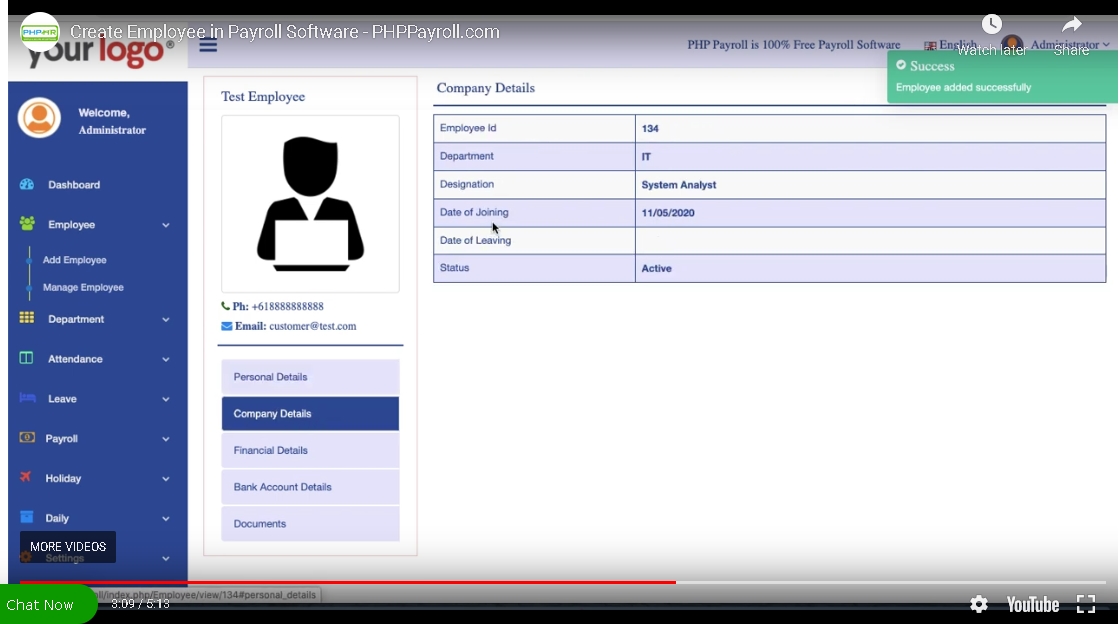 PHP-HR
Create Employee in Payroll Software - PHPPayroll.com
Watch later
Share
your logo®
PHP Payroll is 100% Free Payroll Software
English
Administrator
Success
Employee added successfully
Welcome,
Administrator
Dashboard
Employee
Add Employee
Manage Employee
Department
Attendance
Leave
Payroll
Holiday
Daily
Settings
MORE VIDEOS
Test Employee
Ph: +618888888888
Email: customer@test.com
Personal Details
Company Details
Financial Details
Bank Account Details
Documents
Company Details
Employee Id 134
Department IT
Designation System Analyst
Date of Joining 11/05/2020
Date of Leaving
Status Active
/index.php/Employee/view/134#personal_details
Chat Now
3:09 / 5:13
YouTube